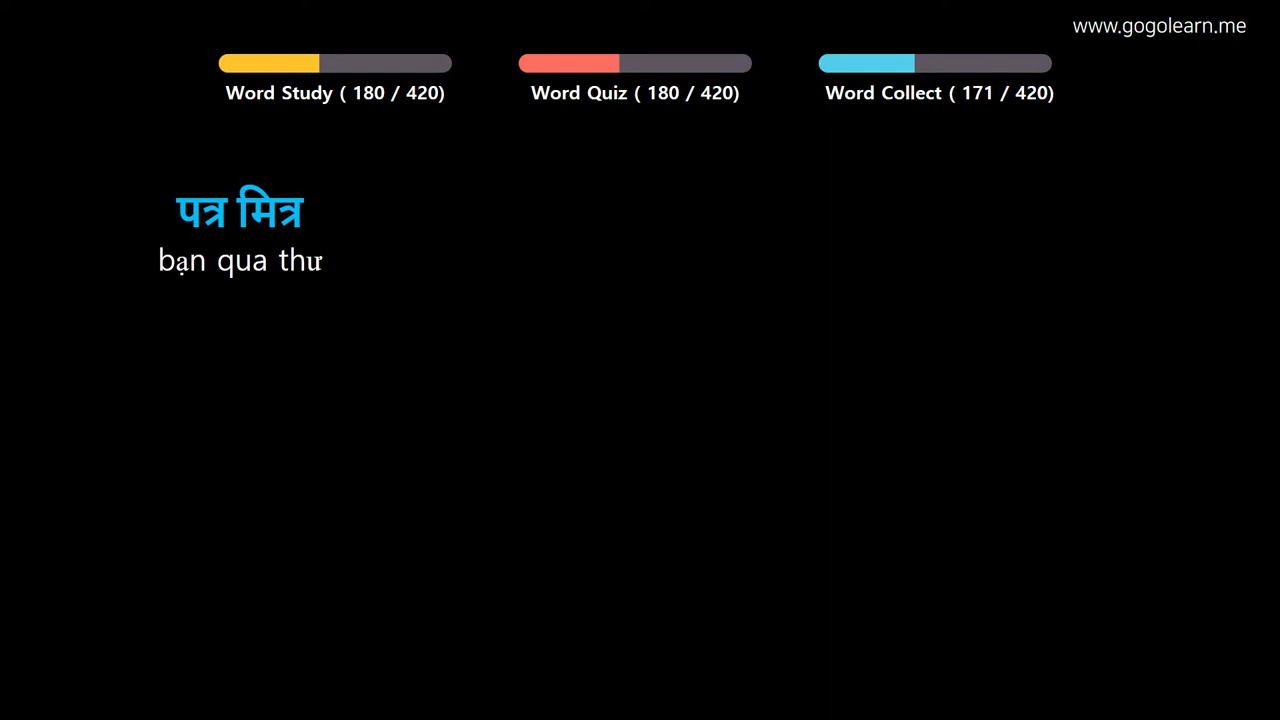 www.gogolearn.me
Word Study ( 180 / 420)
Word Quiz ( 180 / 420)
Word Collect ( 171 / 420)
पत्र मित्र
bạn qua thư